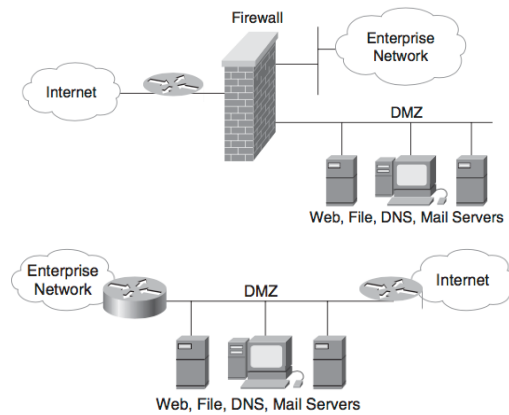 Firewall
Enterprise
Network
Internet
DMZ
Web, File, DNS, Mail Servers
Enterprise
Network
DMZ
Internet
Web, File, DNS, Mail Servers